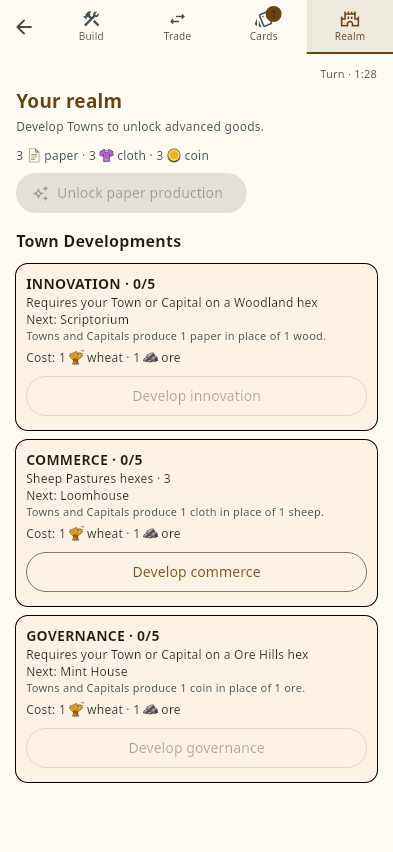 Build
Trade
Cards
Realm
Turn · 1:28
Your realm
Develop Towns to unlock advanced goods.
3 paper · 3 cloth · 3 coin
Unlock paper production
Town Developments
INNOVATION · 0/5
Requires your Town or Capital on a Woodland hex
Next: Scriptorium
Towns and Capitals produce 1 paper in place of 1 wood.
Cost: 1 wheat · 1 ore
Develop innovation
COMMERCE · 0/5
Sheep Pastures hexes · 3
Next: Loomhouse
Towns and Capitals produce 1 cloth in place of 1 sheep.
Cost: 1 wheat · 1 ore
Develop commerce
GOVERNANCE · 0/5
Requires your Town or Capital on a Ore Hills hex
Next: Mint House
Towns and Capitals produce 1 coin in place of 1 ore.
Cost: 1 wheat · 1 ore
Develop governance